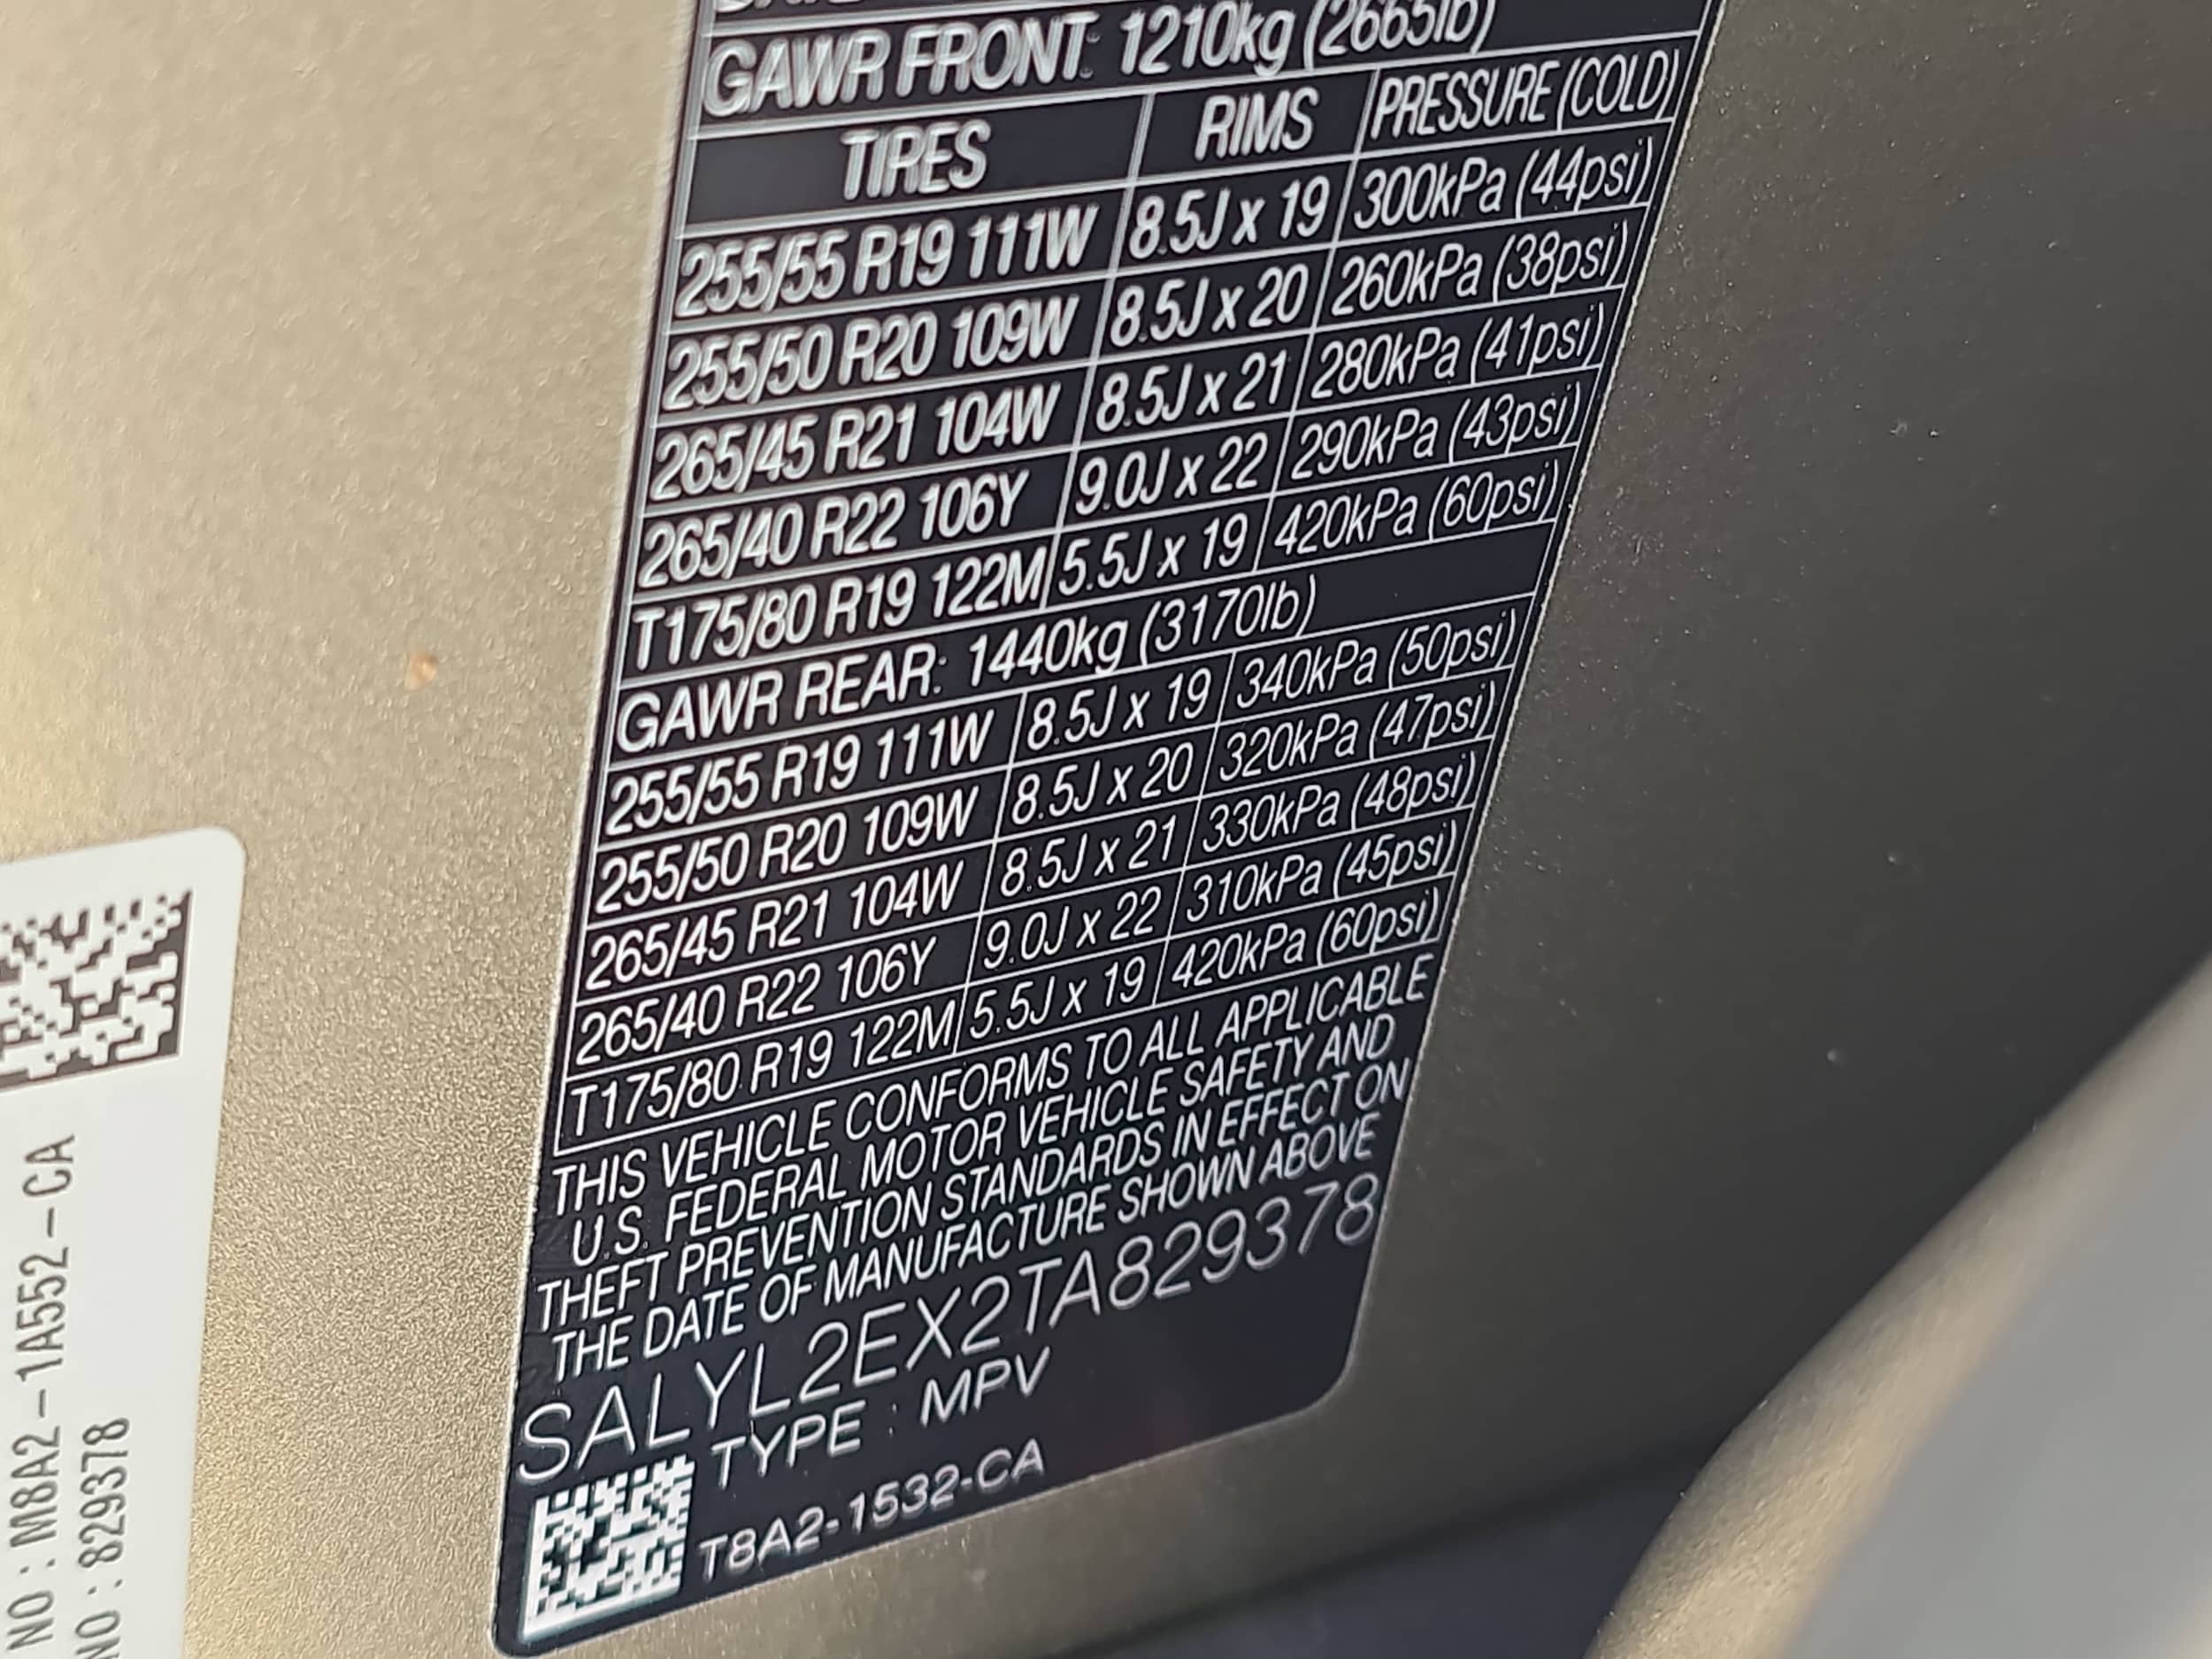 GAWR FRONT: 1210kg (2665lb)
TIRES RIMS PRESSURE (COLD)
255/55 R19 111W 8.5J x 19 300kPa (44psi)
255/50 R20 109W 8.5J x 20 260kPa (38psi)
265/45 R21 104W 8.5J x 21 280kPa (41psi)
265/40 R22 106Y 9.0J x 22 290kPa (43psi)
T175/80 R19 122M 5.5J x 19 420kPa (60psi)
GAWR REAR: 1440kg (3170lb)
255/55 R19 111W 8.5J x 19 340kPa (50psi)
255/50 R20 109W 8.5J x 20 320kPa (47psi)
265/45 R21 104W 8.5J x 21 330kPa (48psi)
265/40 R22 106Y 9.0J x 22 310kPa (45psi)
T175/80 R19 122M 5.5J x 19 420kPa (60psi)
THIS VEHICLE CONFORMS TO ALL APPLICABLE
U.S. FEDERAL MOTOR VEHICLE SAFETY AND
THEFT PREVENTION STANDARDS IN EFFECT ON
THE DATE OF MANUFACTURE SHOWN ABOVE
SALYL2EX2TA829378
TYPE : MPV
T8A2-1532-CA
NO : M8A2-1A552-CA
NO : 829378